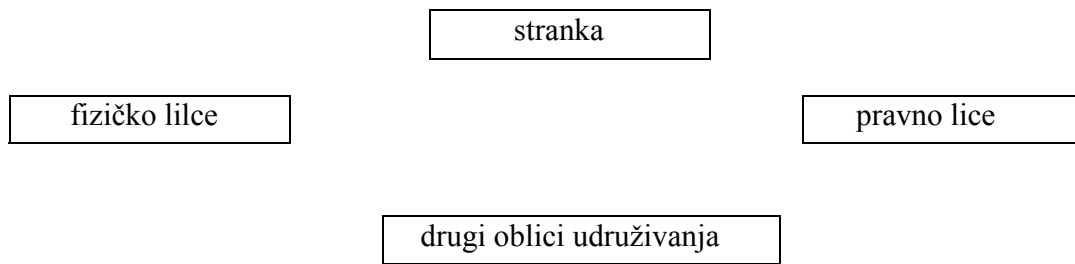 stranka
fizičko lilce
pravno lice
drugi oblici udruživanja